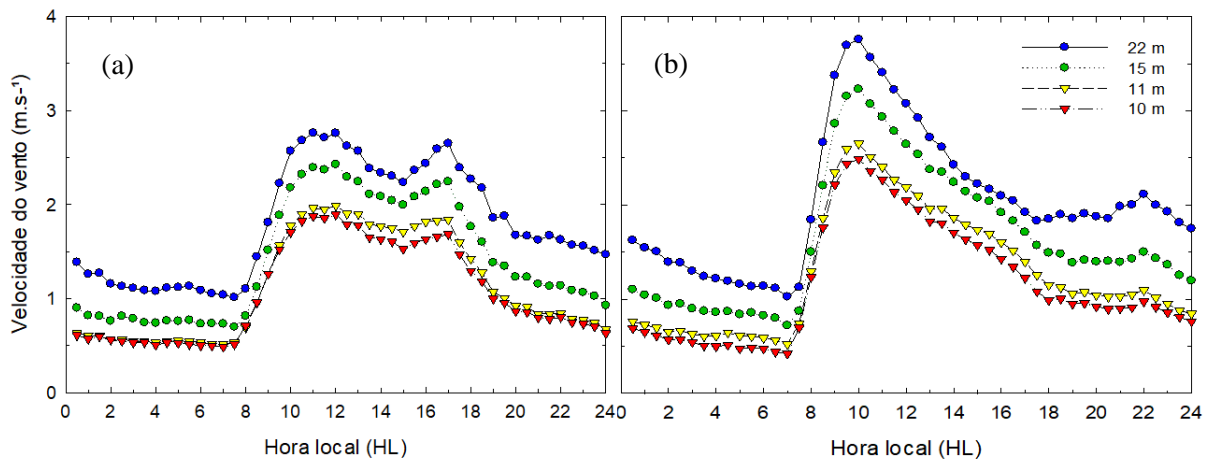 4
3
2
1
0
Velocidade do vento (m.s⁻¹)
(a)
(b)
22 m
15 m
11 m
10 m
0 2 4 6 8 10 12 14 16 18 20 22 24
0 2 4 6 8 10 12 14 16 18 20 22 24
Hora local (HL)
Hora local (HL)